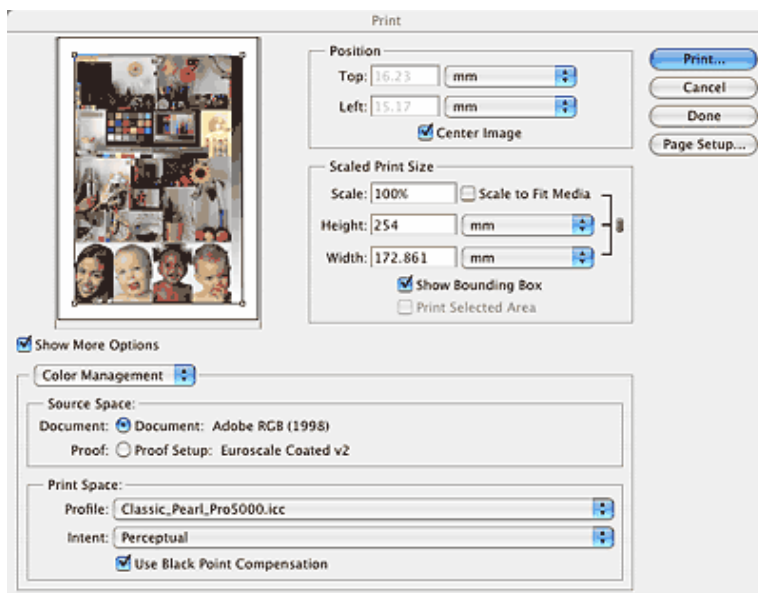 Print
Position
Top: 16.23 mm
Left: 15.17 mm
Center Image
Print...
Cancel
Done
Page Setup...
Scaled Print Size
Scale: 100% Scale to Fit Media
Height: 254 mm
Width: 172.861 mm
Show Bounding Box
Print Selected Area
Show More Options
Color Management
Source Space:
Document: Document: Adobe RGB (1998)
Proof: Proof Setup: Euroscale Coated v2
Print Space:
Profile: Classic_Pearl_Pro5000.icc
Intent: Perceptual
Use Black Point Compensation